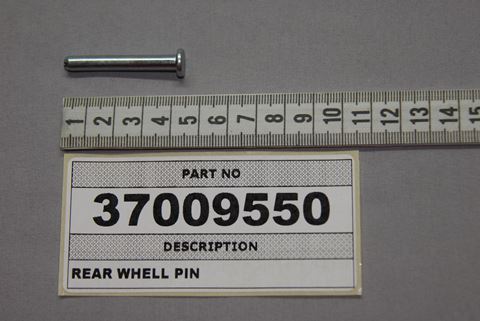 1 2 3 4 5 6 7 8 9 10 11 12 13 14 15
PART NO
37009550
DESCRIPTION
REAR WHELL PIN